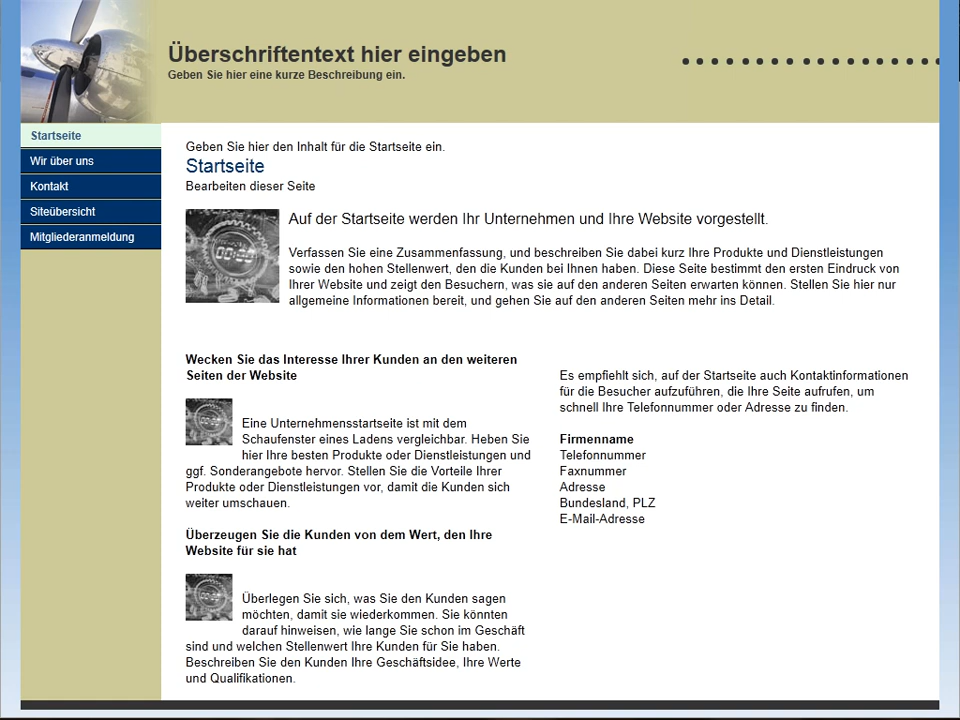 Überschriftentext hier eingeben
Geben Sie hier eine kurze Beschreibung ein.
Startseite
Wir über uns
Kontakt
Siteübersicht
Mitgliederanmeldung
Geben Sie hier den Inhalt für die Startseite ein.
Startseite
Bearbeiten dieser Seite
Auf der Startseite werden Ihr Unternehmen und Ihre Website vorgestellt.
Verfassen Sie eine Zusammenfassung, und beschreiben Sie dabei kurz Ihre Produkte und Dienstleistungen
sowie den hohen Stellenwert, den die Kunden bei Ihnen haben. Diese Seite bestimmt den ersten Eindruck von
Ihrer Website und zeigt den Besuchern, was sie auf den anderen Seiten erwarten können. Stellen Sie hier nur
allgemeine Informationen bereit, und gehen Sie auf den anderen Seiten mehr ins Detail.
00:00
Wecken Sie das Interesse Ihrer Kunden an den weiteren
Seiten der Website
Eine Unternehmensstartseite ist mit dem
Schaufenster eines Ladens vergleichbar. Heben Sie
hier Ihre besten Produkte oder Dienstleistungen und
ggf. Sonderangebote hervor. Stellen Sie die Vorteile Ihrer
Produkte oder Dienstleistungen vor, damit die Kunden sich
weiter umschauen.
Überzeugen Sie die Kunden von dem Wert, den Ihre
Website für sie hat
Überlegen Sie sich, was Sie den Kunden sagen
möchten, damit sie wiederkommen. Sie könnten
darauf hinweisen, wie lange Sie schon im Geschäft
sind und welchen Stellenwert Ihre Kunden für Sie haben.
Beschreiben Sie den Kunden Ihre Geschäftsidee, Ihre Werte
und Qualifikationen.
Es empfiehlt sich, auf der Startseite auch Kontaktinformationen
für die Besucher aufzuführen, die Ihre Seite aufrufen, um
schnell Ihre Telefonnummer oder Adresse zu finden.
Firmenname
Telefonnummer
Faxnummer
Adresse
Bundesland, PLZ
E-Mail-Adresse